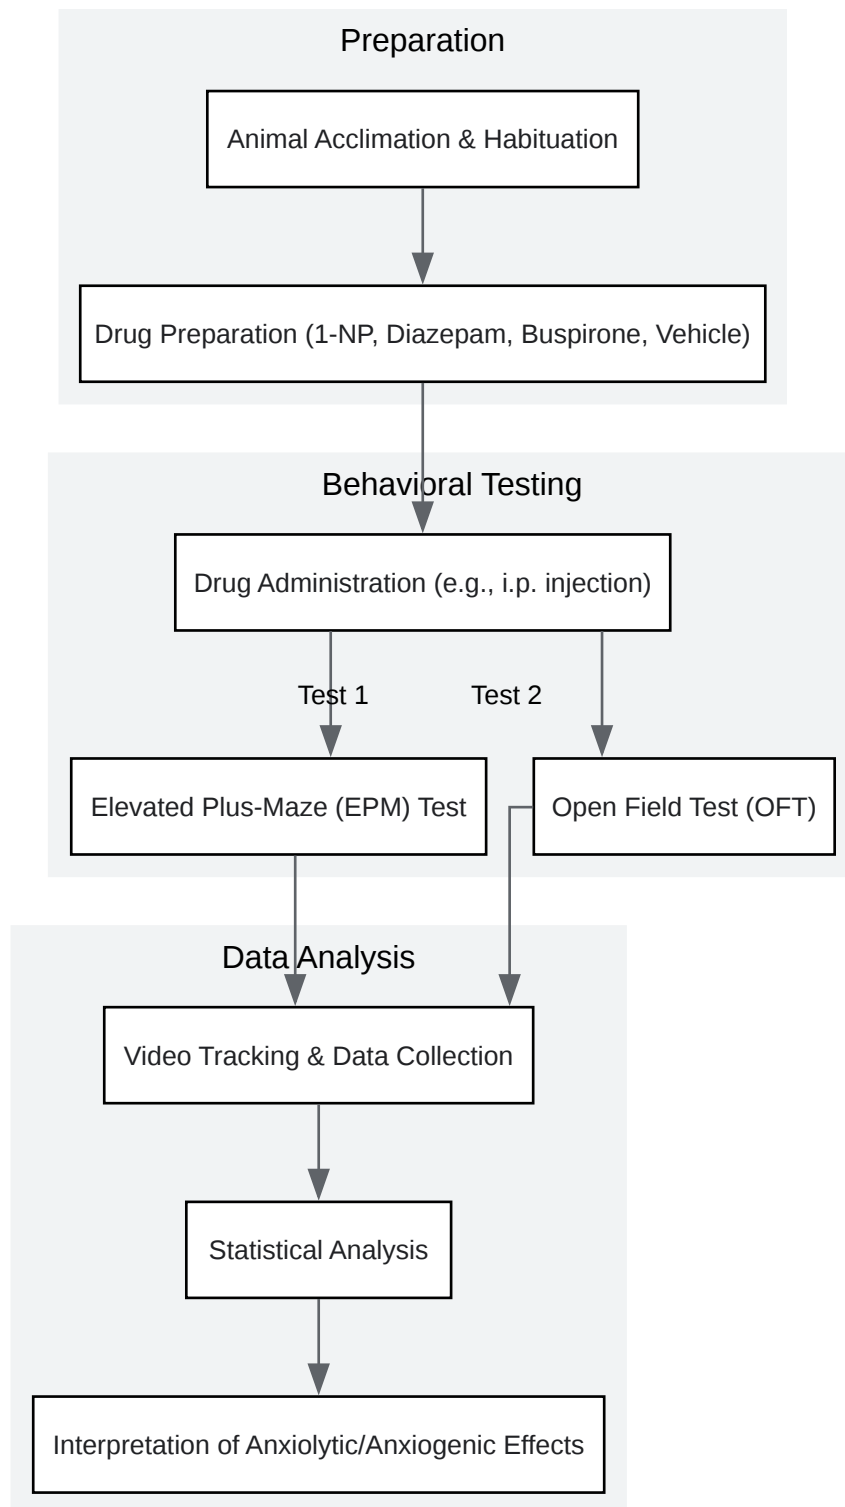 Preparation
Animal Acclimation & Habituation
Drug Preparation (1-NP, Diazepam, Buspirone, Vehicle)
Behavioral Testing
Drug Administration (e.g., i.p. injection)
Test 1
Test 2
Elevated Plus-Maze (EPM) Test
Open Field Test (OFT)
Data Analysis
Video Tracking & Data Collection
Statistical Analysis
Interpretation of Anxiolytic/Anxiogenic Effects